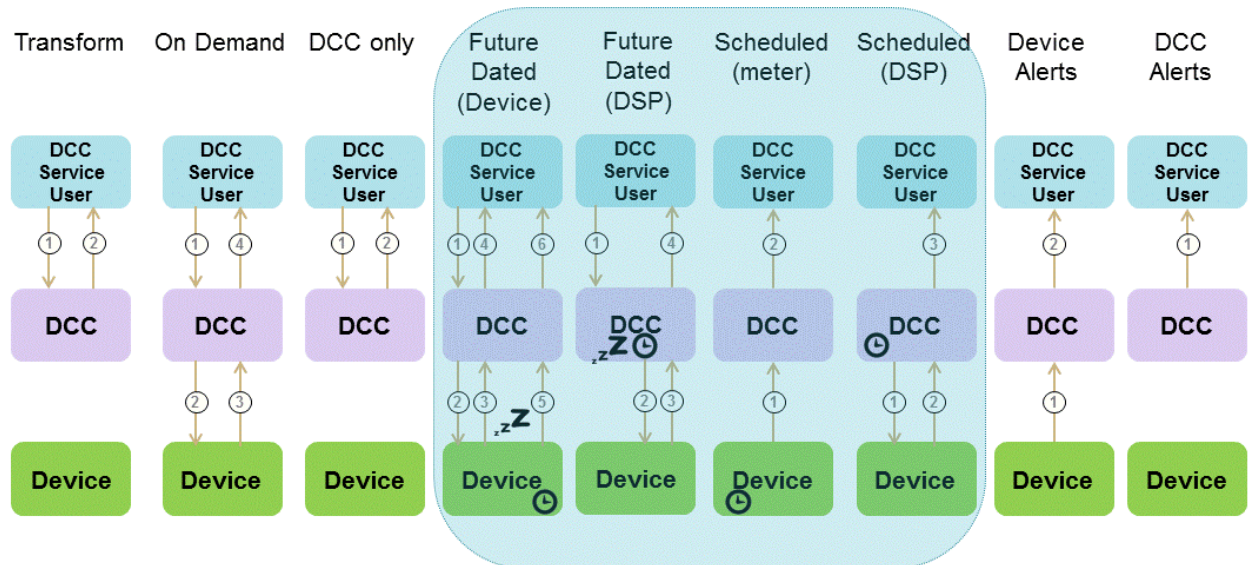 Transform
On Demand
DCC only
Future
Dated
(Device)
Future
Dated
(DSP)
Scheduled
(meter)
Scheduled
(DSP)
Device
Alerts
DCC
Alerts
DCC
Service
User
DCC
Service
User
DCC
Service
User
DCC
Service
User
DCC
Service
User
DCC
Service
User
DCC
Service
User
DCC
Service
User
DCC
Service
User
1 2
1 4
1 2
1 4 6
1 4
2
3
2
1
DCC
DCC
DCC
DCC
DCC
zzZ
DCC
DCC
DCC
DCC
2 3
2 3 5
zzZ
2 3
1
1 2
1
Device
Device
Device
Device
Device
Device
Device
Device
Device